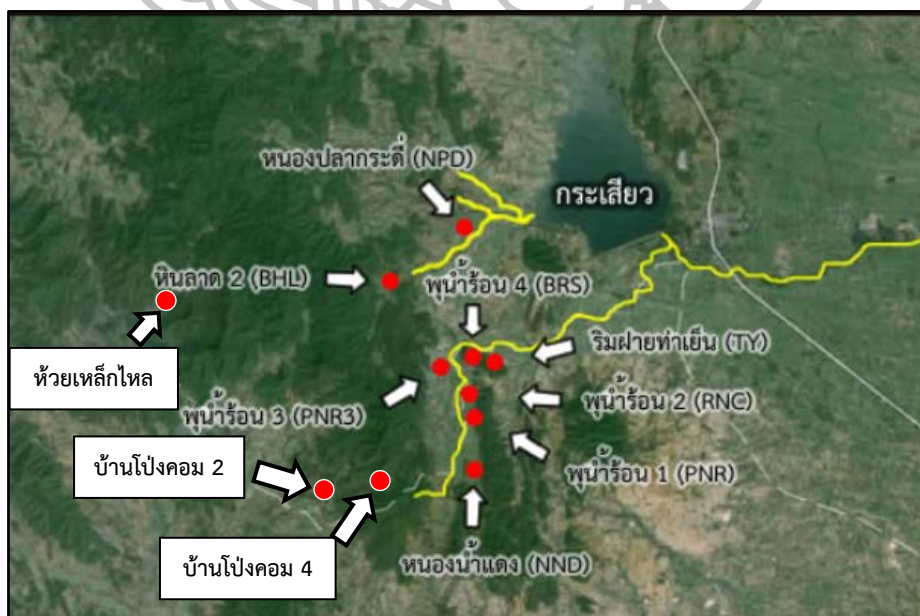 หนองปลากระดี่ (NPD)
กระเสียว
หินลาด 2 (BHL)
พุน้ำร้อน 4 (BRS)
ห้วยเหล็กไหล
ริมฝายท่าเย็น (TY)
พุน้ำร้อน 3 (PNR3)
พุน้ำร้อน 2 (RNC)
บ้านโป่งคอม 2
พุน้ำร้อน 1 (PNR)
บ้านโป่งคอม 4
หนองน้ำแดง (NND)